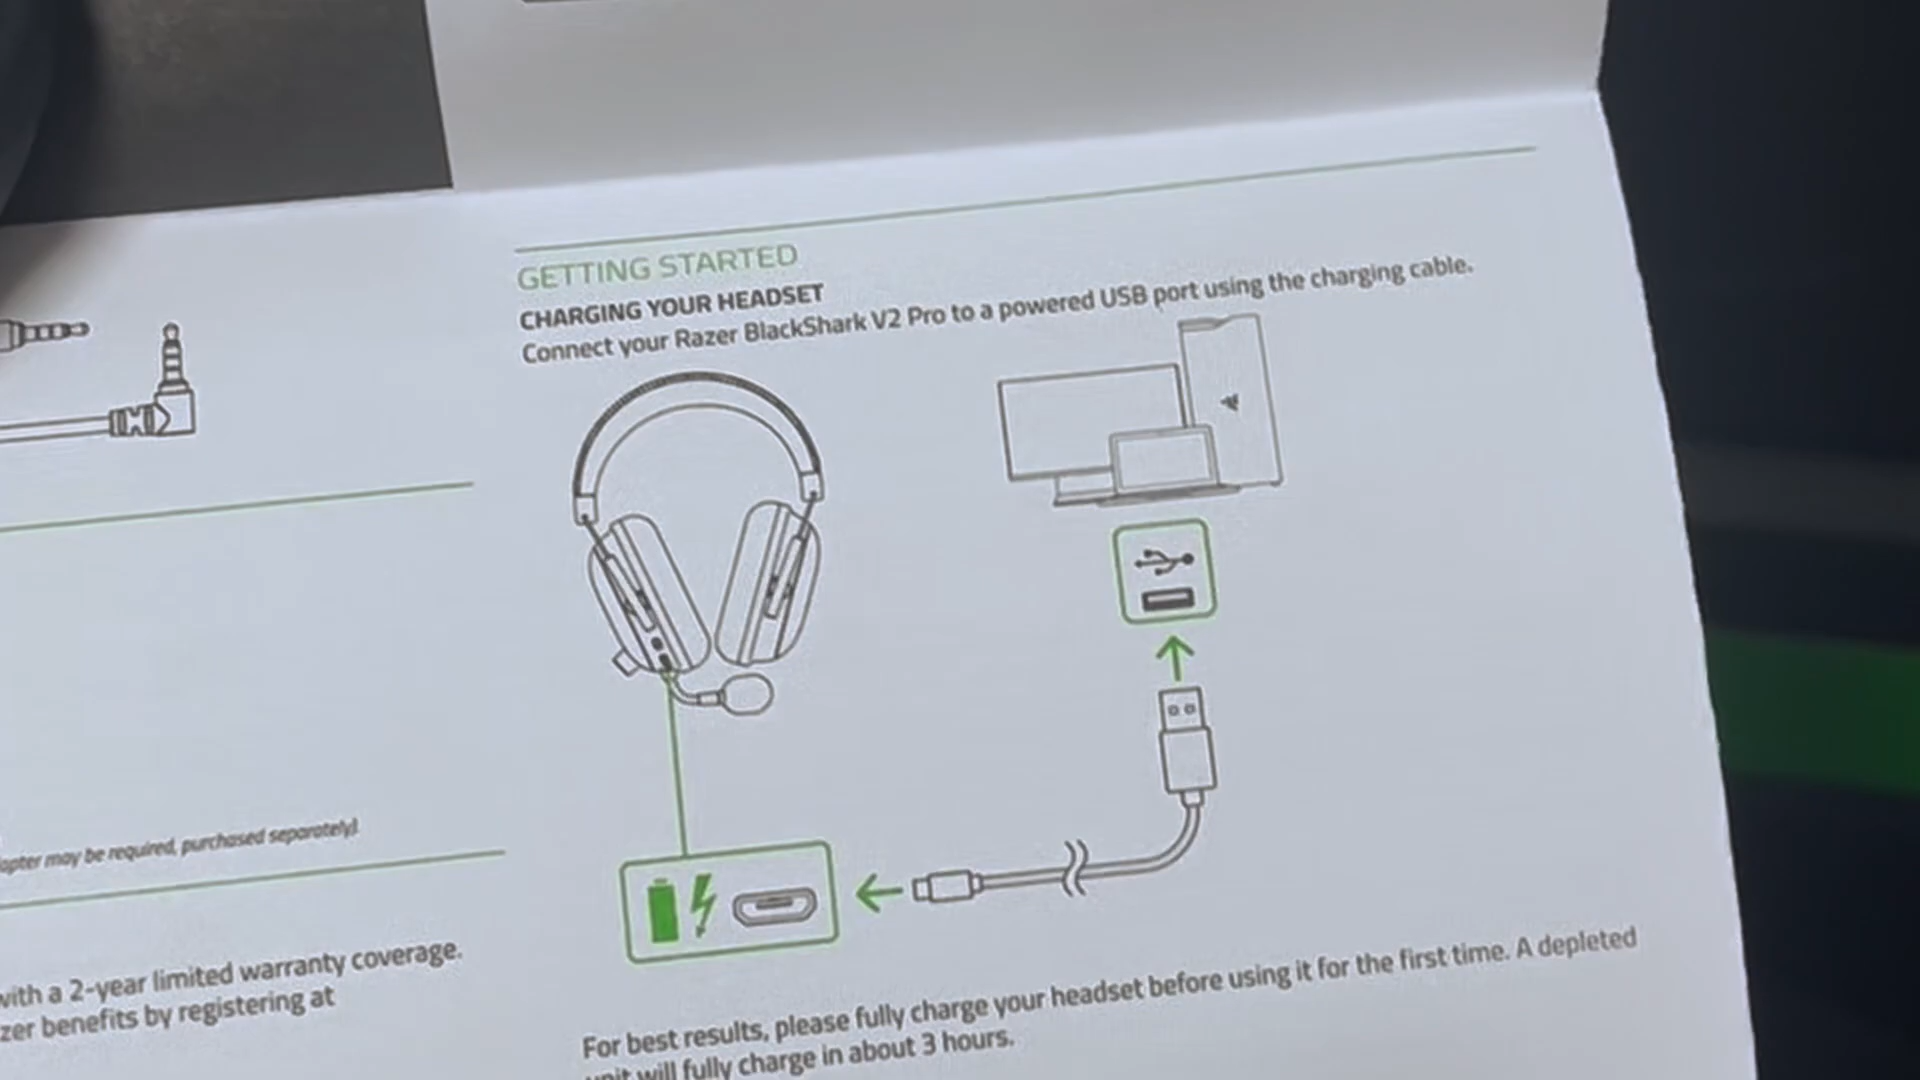 GETTING STARTED
CHARGING YOUR HEADSET
Connect your Razer BlackShark V2 Pro to a powered USB port using the charging cable.
may be required, purchased separately).
with a 2-year limited warranty coverage.
benefits by registering at
For best results, please fully charge your headset before using it for the first time. A depleted
unit will fully charge in about 3 hours.